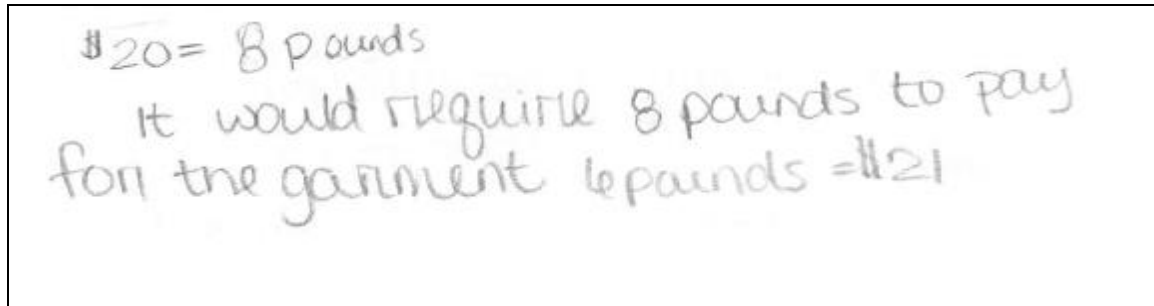 $20= 8 pounds
It would require 8 pounds to pay
for the garment 6 pounds = $21